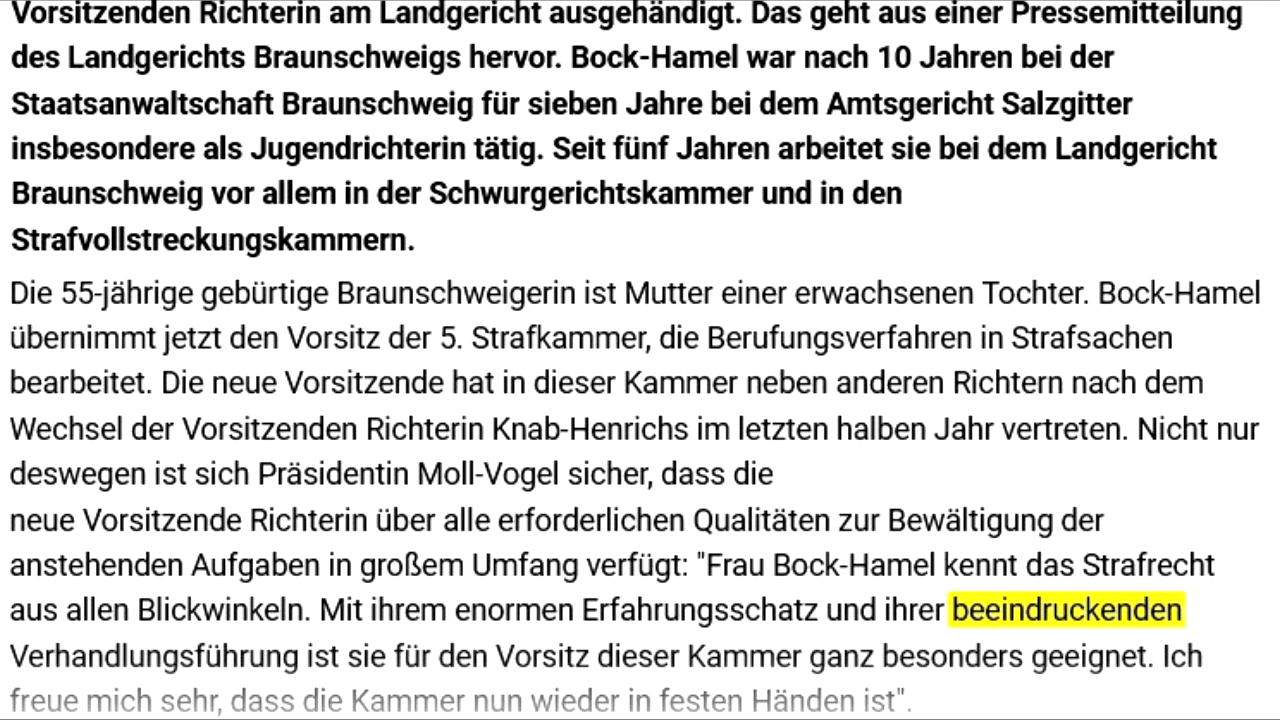 Vorsitzenden Richterin am Landgericht ausgehändigt. Das geht aus einer Pressemitteilung
des Landgerichts Braunschweigs hervor. Bock-Hamel war nach 10 Jahren bei der
Staatsanwaltschaft Braunschweig für sieben Jahre bei dem Amtsgericht Salzgitter
insbesondere als Jugendrichterin tätig. Seit fünf Jahren arbeitet sie bei dem Landgericht
Braunschweig vor allem in der Schwurgerichtskammer und in den
Strafvollstreckungskammern.
Die 55-jährige gebürtige Braunschweigerin ist Mutter einer erwachsenen Tochter. Bock-Hamel
übernimmt jetzt den Vorsitz der 5. Strafkammer, die Berufungsverfahren in Strafsachen
bearbeitet. Die neue Vorsitzende hat in dieser Kammer neben anderen Richtern nach dem
Wechsel der Vorsitzenden Richterin Knab-Henrichs im letzten halben Jahr vertreten. Nicht nur
deswegen ist sich Präsidentin Moll-Vogel sicher, dass die
neue Vorsitzende Richterin über alle erforderlichen Qualitäten zur Bewältigung der
anstehenden Aufgaben in großem Umfang verfügt: "Frau Bock-Hamel kennt das Strafrecht
aus allen Blickwinkeln. Mit ihrem enormen Erfahrungsschatz und ihrer beeindruckenden
Verhandlungsführung ist sie für den Vorsitz dieser Kammer ganz besonders geeignet. Ich
freue mich sehr, dass die Kammer nun wieder in festen Händen ist".